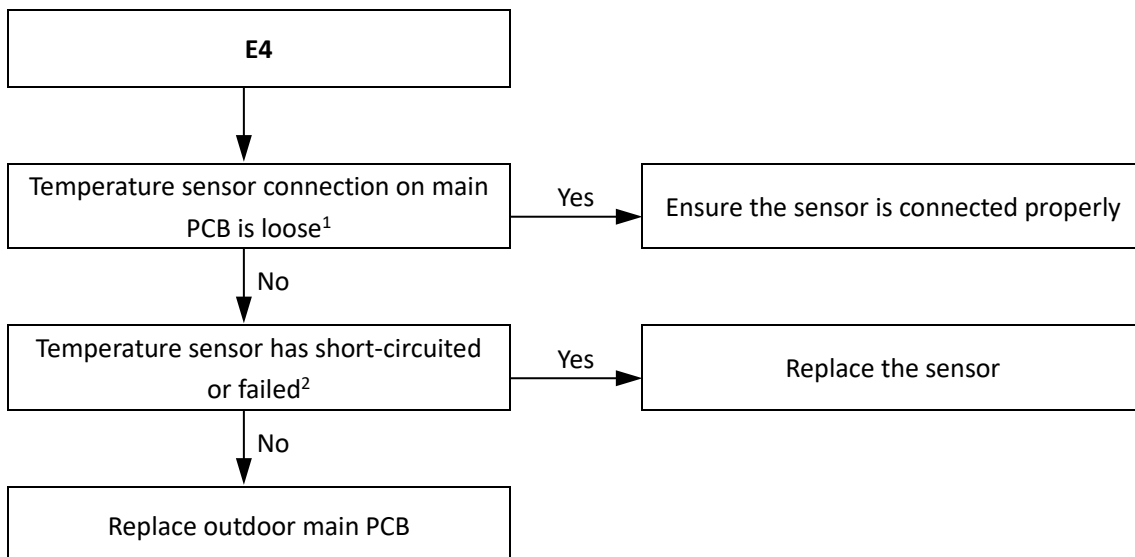 E4
Temperature sensor connection on main
PCB is loose¹
Yes
Ensure the sensor is connected properly
No
Temperature sensor has short-circuited
or failed²
Yes
Replace the sensor
No
Replace outdoor main PCB